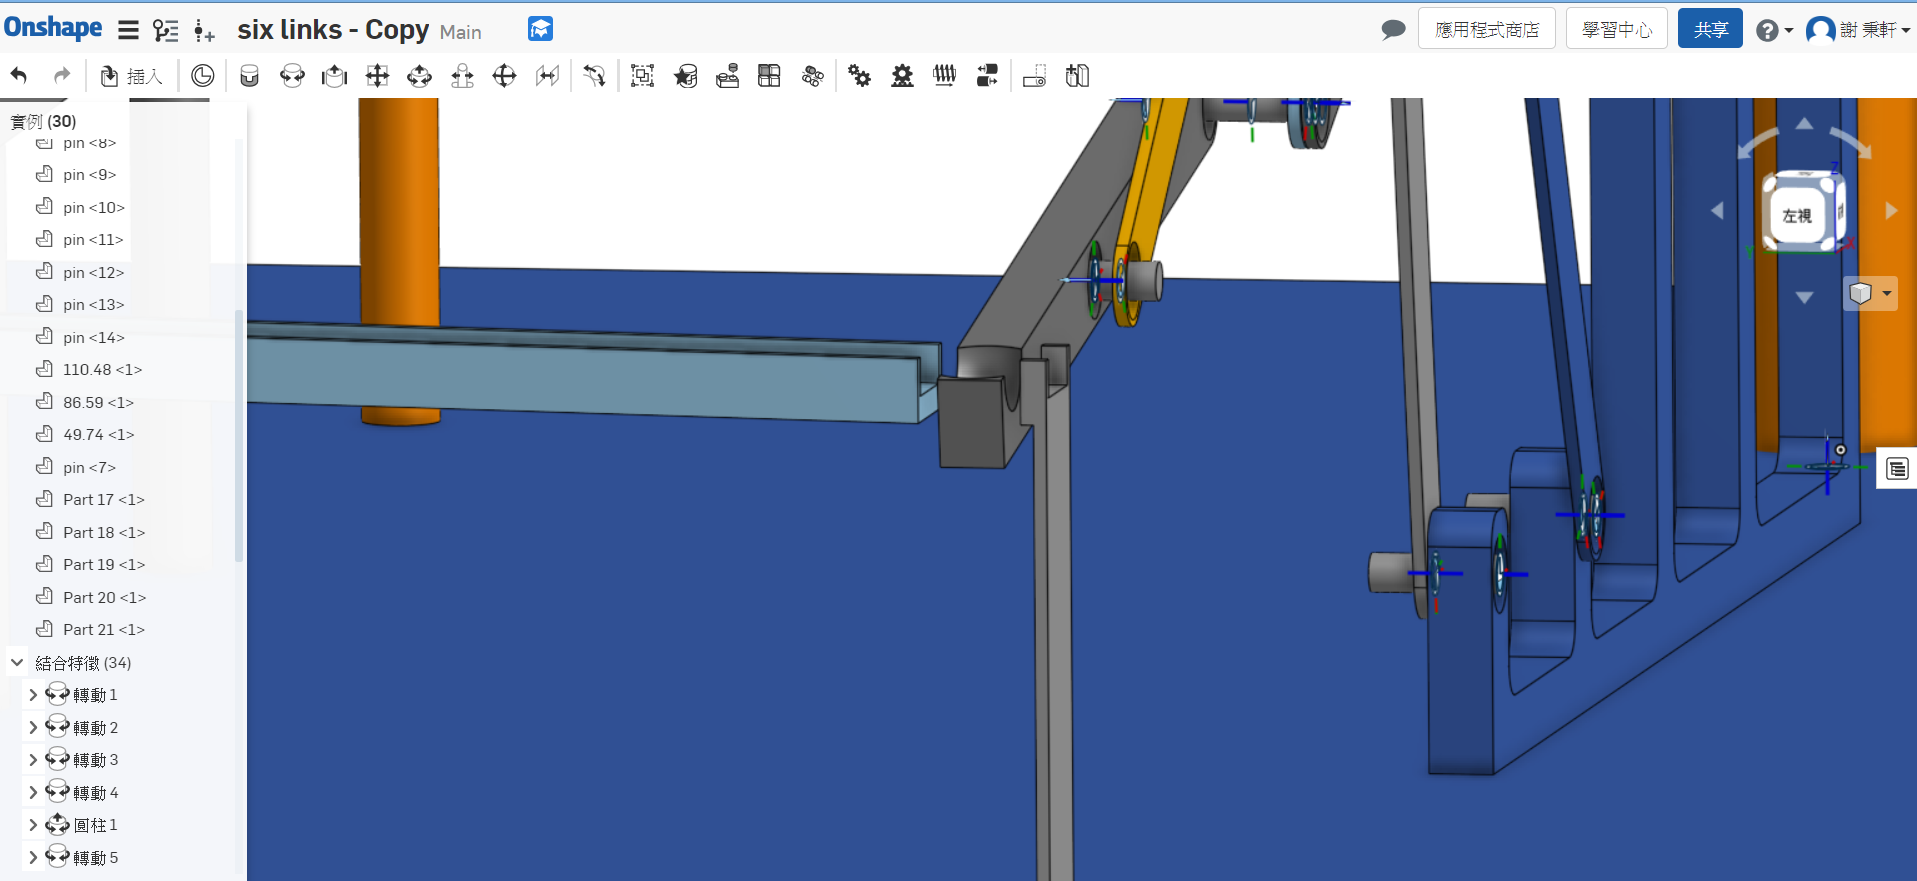 Onshape
six links - Copy Main
應用程式商店
學習中心
共享
謝 秉軒
插入
實例 (30)
pin <8>
pin <9>
pin <10>
pin <11>
pin <12>
pin <13>
pin <14>
110.48 <1>
86.59 <1>
49.74 <1>
pin <7>
Part 17 <1>
Part 18 <1>
Part 19 <1>
Part 20 <1>
Part 21 <1>
結合特徵 (34)
轉動 1
轉動 2
轉動 3
轉動 4
圓柱 1
轉動 5
Z
左視
Y
X